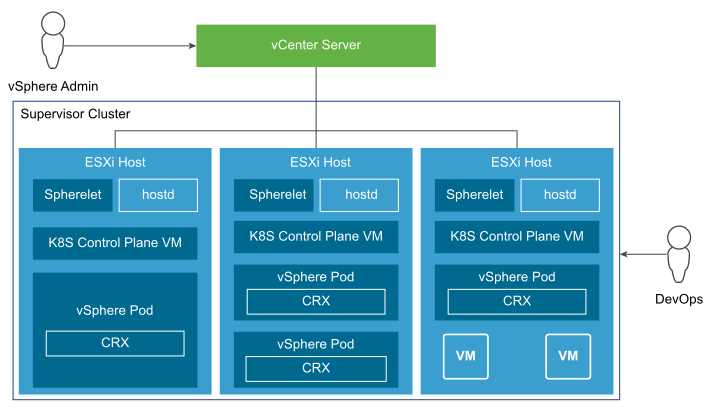 vCenter Server
vSphere Admin
Supervisor Cluster
ESXi Host
Spherelet
hostd
K8S Control Plane VM
vSphere Pod
CRX
ESXi Host
Spherelet
hostd
K8S Control Plane VM
vSphere Pod
CRX
vSphere Pod
CRX
ESXi Host
Spherelet
hostd
K8S Control Plane VM
vSphere Pod
CRX
VM
VM
DevOps